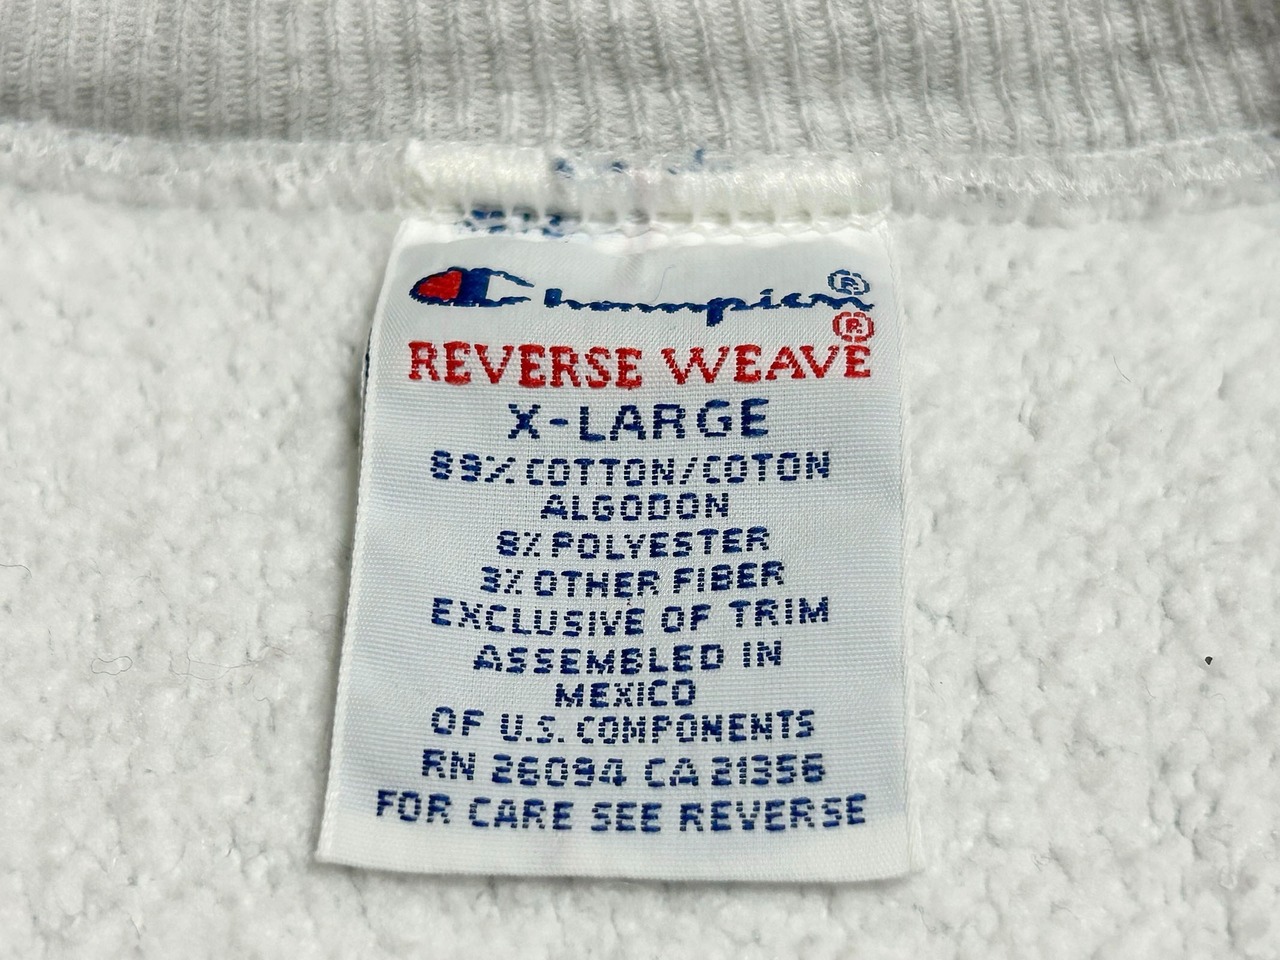 Champion®
REVERSE WEAVE®
X-LARGE
89% COTTON/COTON
ALGODON
8% POLYESTER
3% OTHER FIBER
EXCLUSIVE OF TRIM
ASSEMBLED IN
MEXICO
OF U.S. COMPONENTS
RN 26094 CA 21356
FOR CARE SEE REVERSE